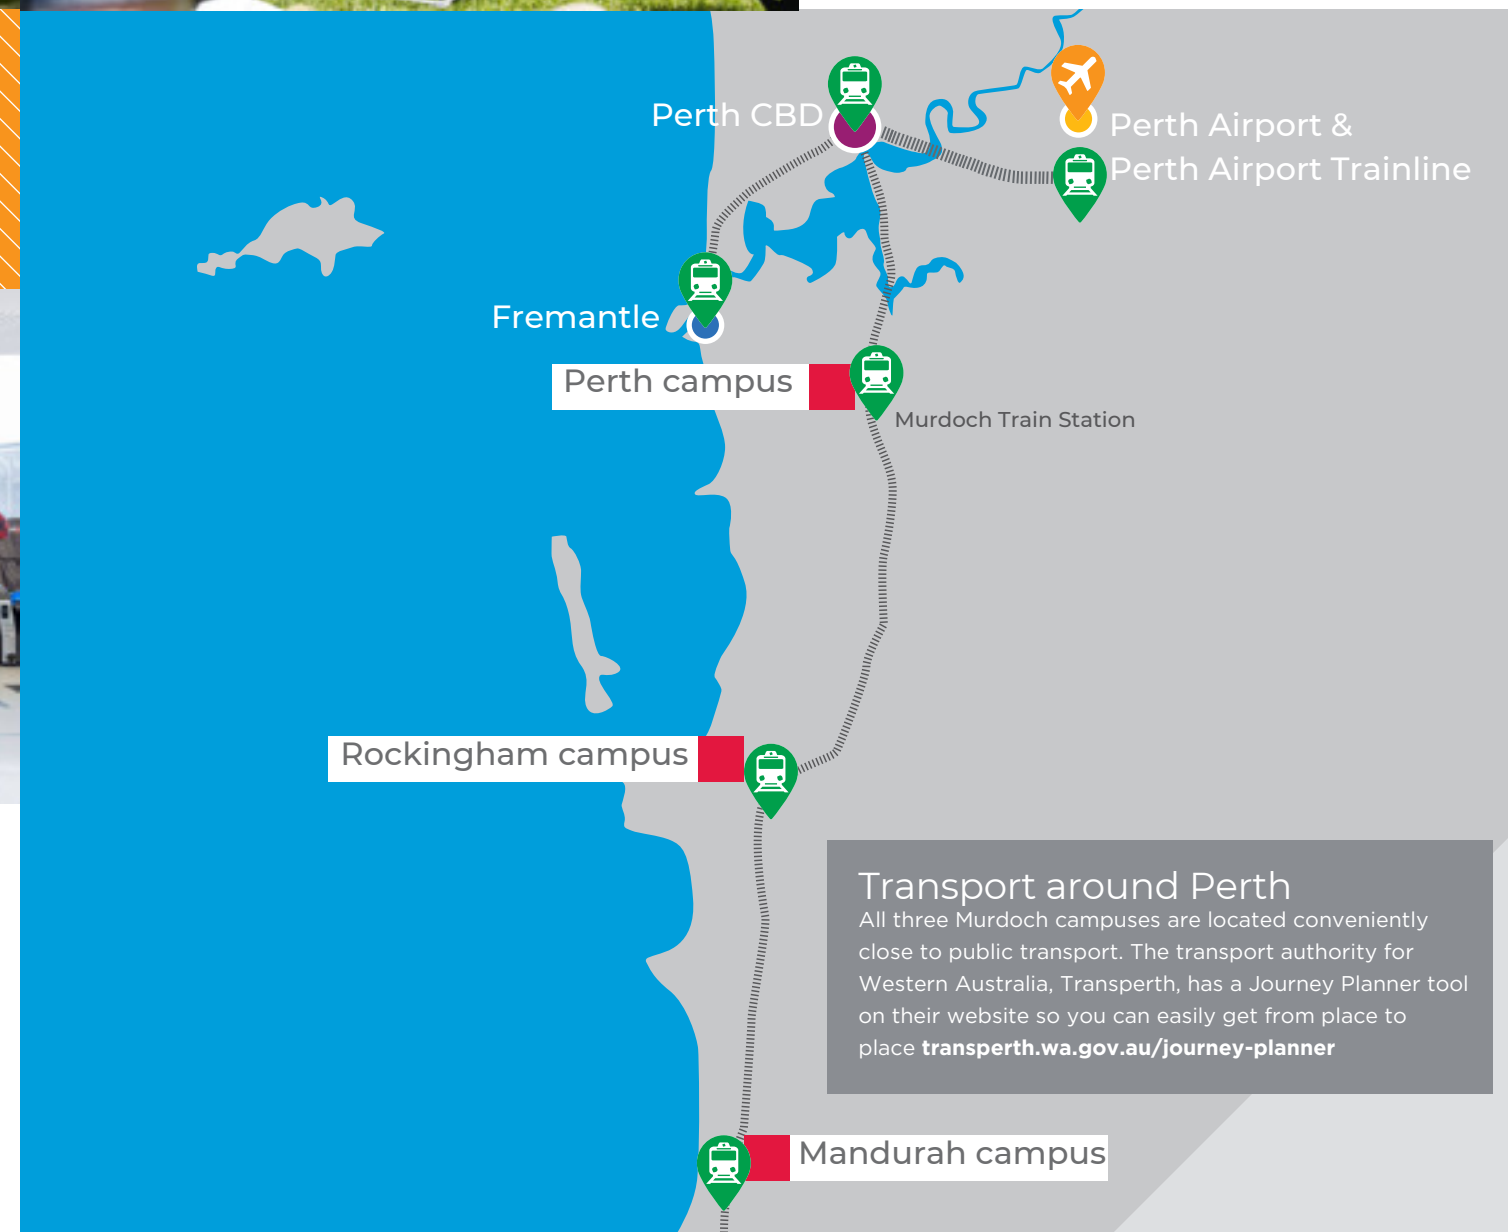 Perth CBD
Perth Airport &
Perth Airport Trainline
Fremantle
Perth campus
Murdoch Train Station
Rockingham campus
Transport around Perth
All three Murdoch campuses are located conveniently
close to public transport. The transport authority for
Western Australia, Transperth, has a Journey Planner tool
on their website so you can easily get from place to
place transperth.wa.gov.au/journey-planner
Mandurah campus